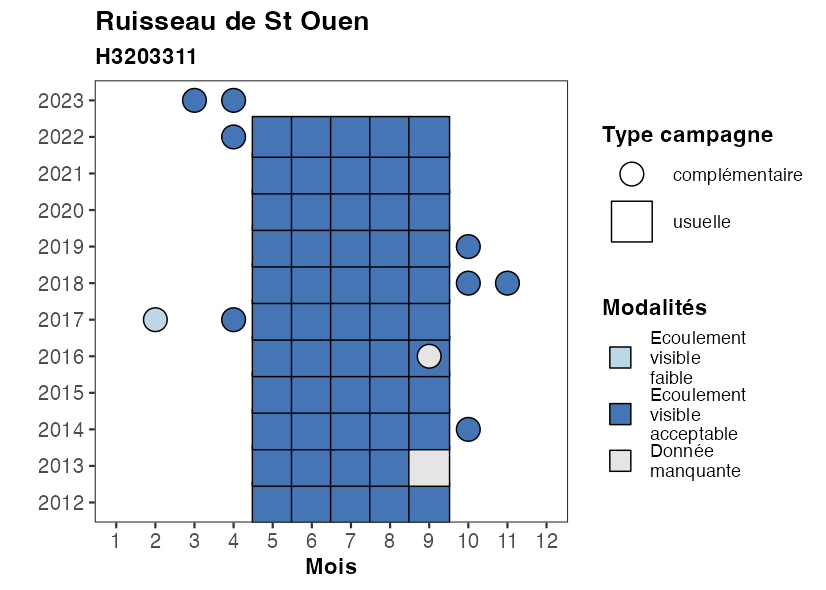 Ruisseau de St Ouen
H3203311
2023
2022
2021
2020
2019
2018
2017
2016
2015
2014
2013
2012
1 2 3 4 5 6 7 8 9 10 11 12
Mois
Type campagne
complémentaire
usuelle
Modalités
Ecoulement
visible
faible
Ecoulement
visible
acceptable
Donnée
manquante